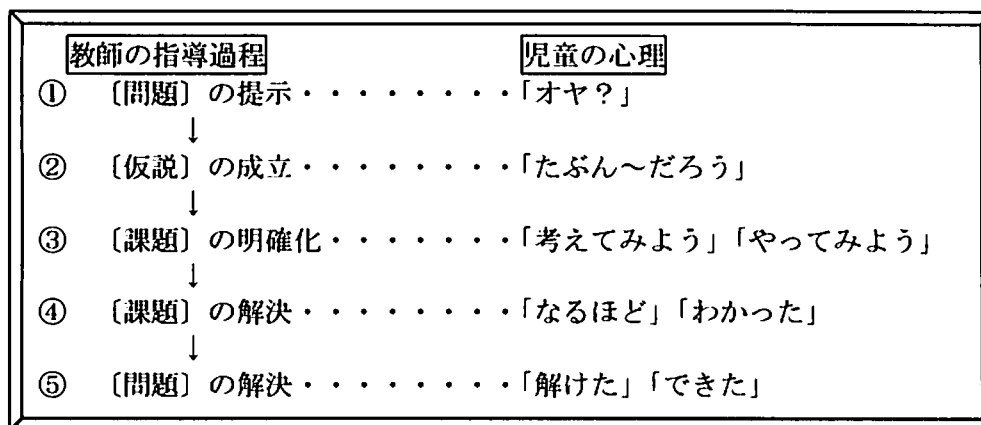 教師の指導過程 児童の心理
① 〔問題〕の提示・・・・・・・・「オヤ？」
↓
② 〔仮説〕の成立・・・・・・・・「たぶん～だろう」
↓
③ 〔課題〕の明確化・・・・・・・「考えてみよう」「やってみよう」
↓
④ 〔課題〕の解決・・・・・・・・「なるほど」「わかった」
↓
⑤ 〔問題〕の解決・・・・・・・・「解けた」「できた」